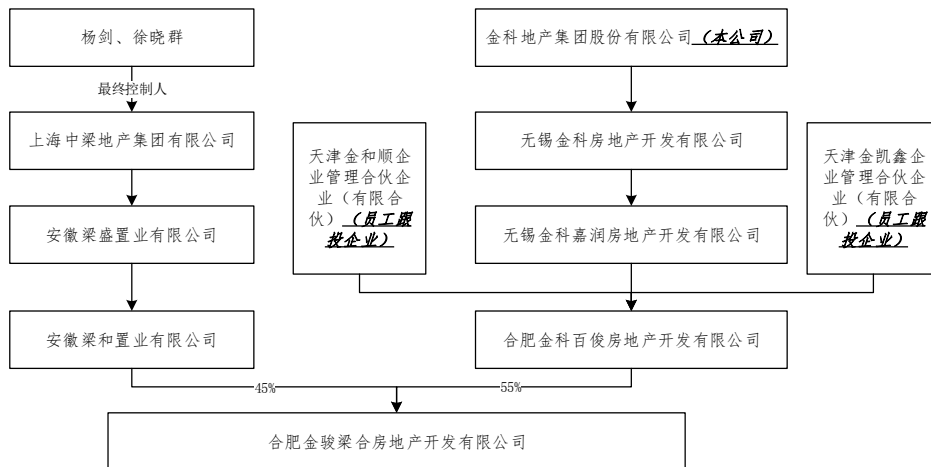 杨剑、徐晓群
金科地产集团股份有限公司（本公司）
最终控制人
上海中梁地产集团有限公司
天津金和顺企
业管理合伙企
业（有限合
伙）（员工跟
投企业）
无锡金科房地产开发有限公司
天津金凯鑫企
业管理合伙企
业（有限合
伙）（员工跟
投企业）
安徽梁盛置业有限公司
无锡金科嘉润房地产开发有限公司
安徽梁和置业有限公司
合肥金科百俊房地产开发有限公司
45%
55%
合肥金骏梁合房地产开发有限公司